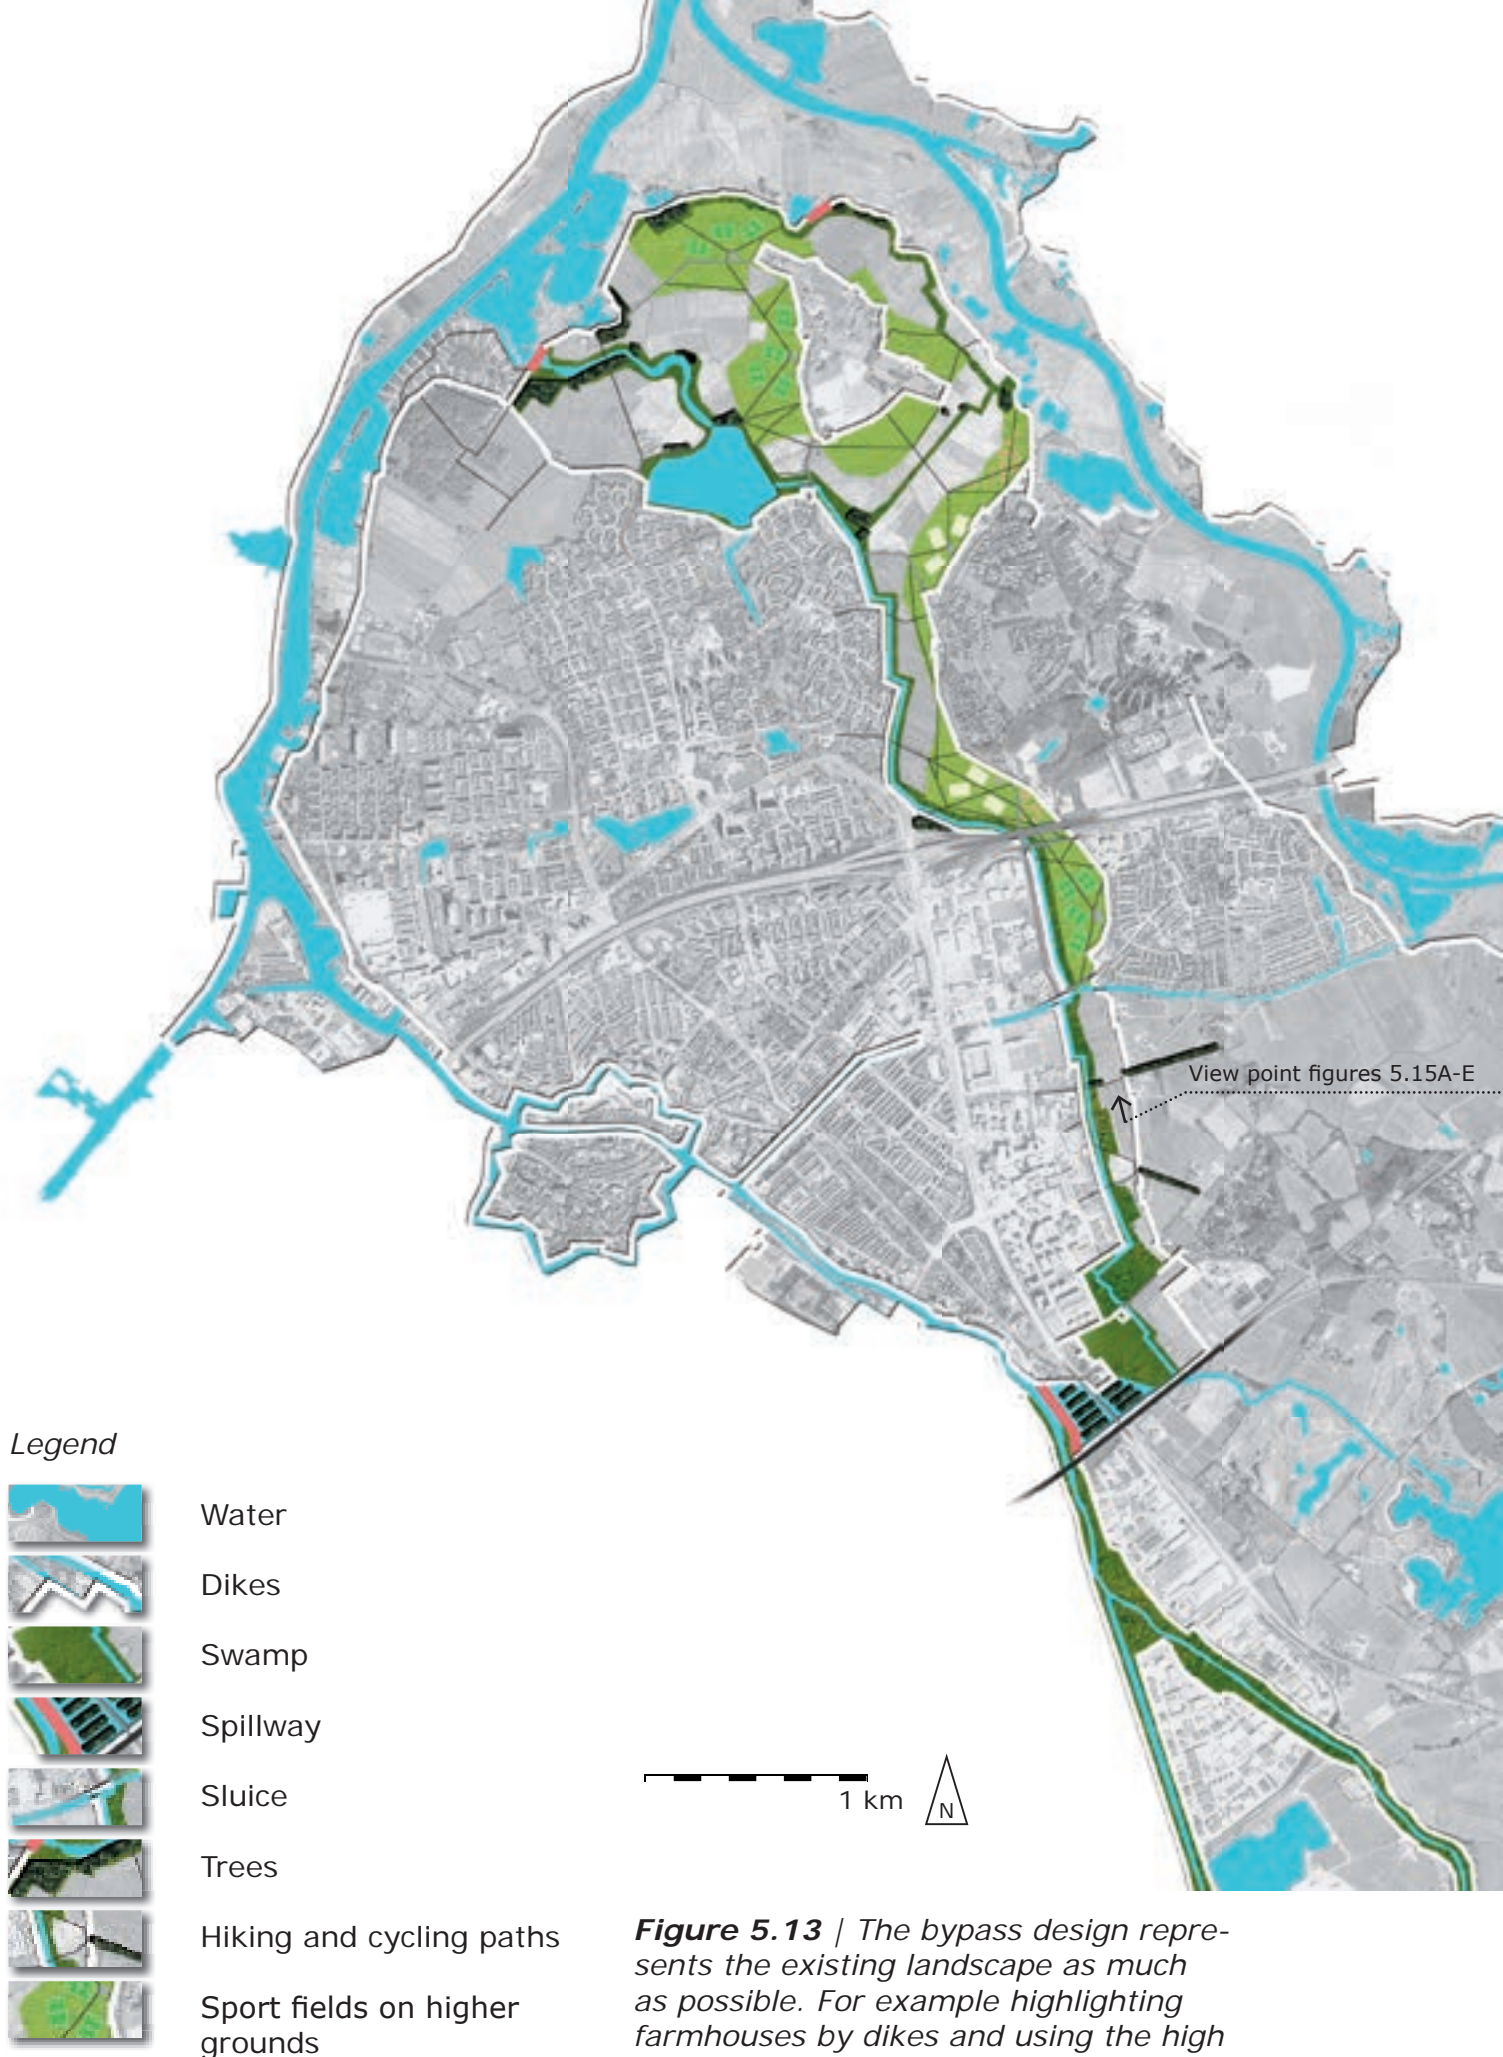 View point figures 5.15A-E
Legend
Water
Dikes
Swamp
Spillway
Sluice
Trees
Hiking and cycling paths
Sport fields on higher
grounds
1 km
N
Figure 5.13 | The bypass design repre-
sents the existing landscape as much
as possible. For example highlighting
farmhouses by dikes and using the high